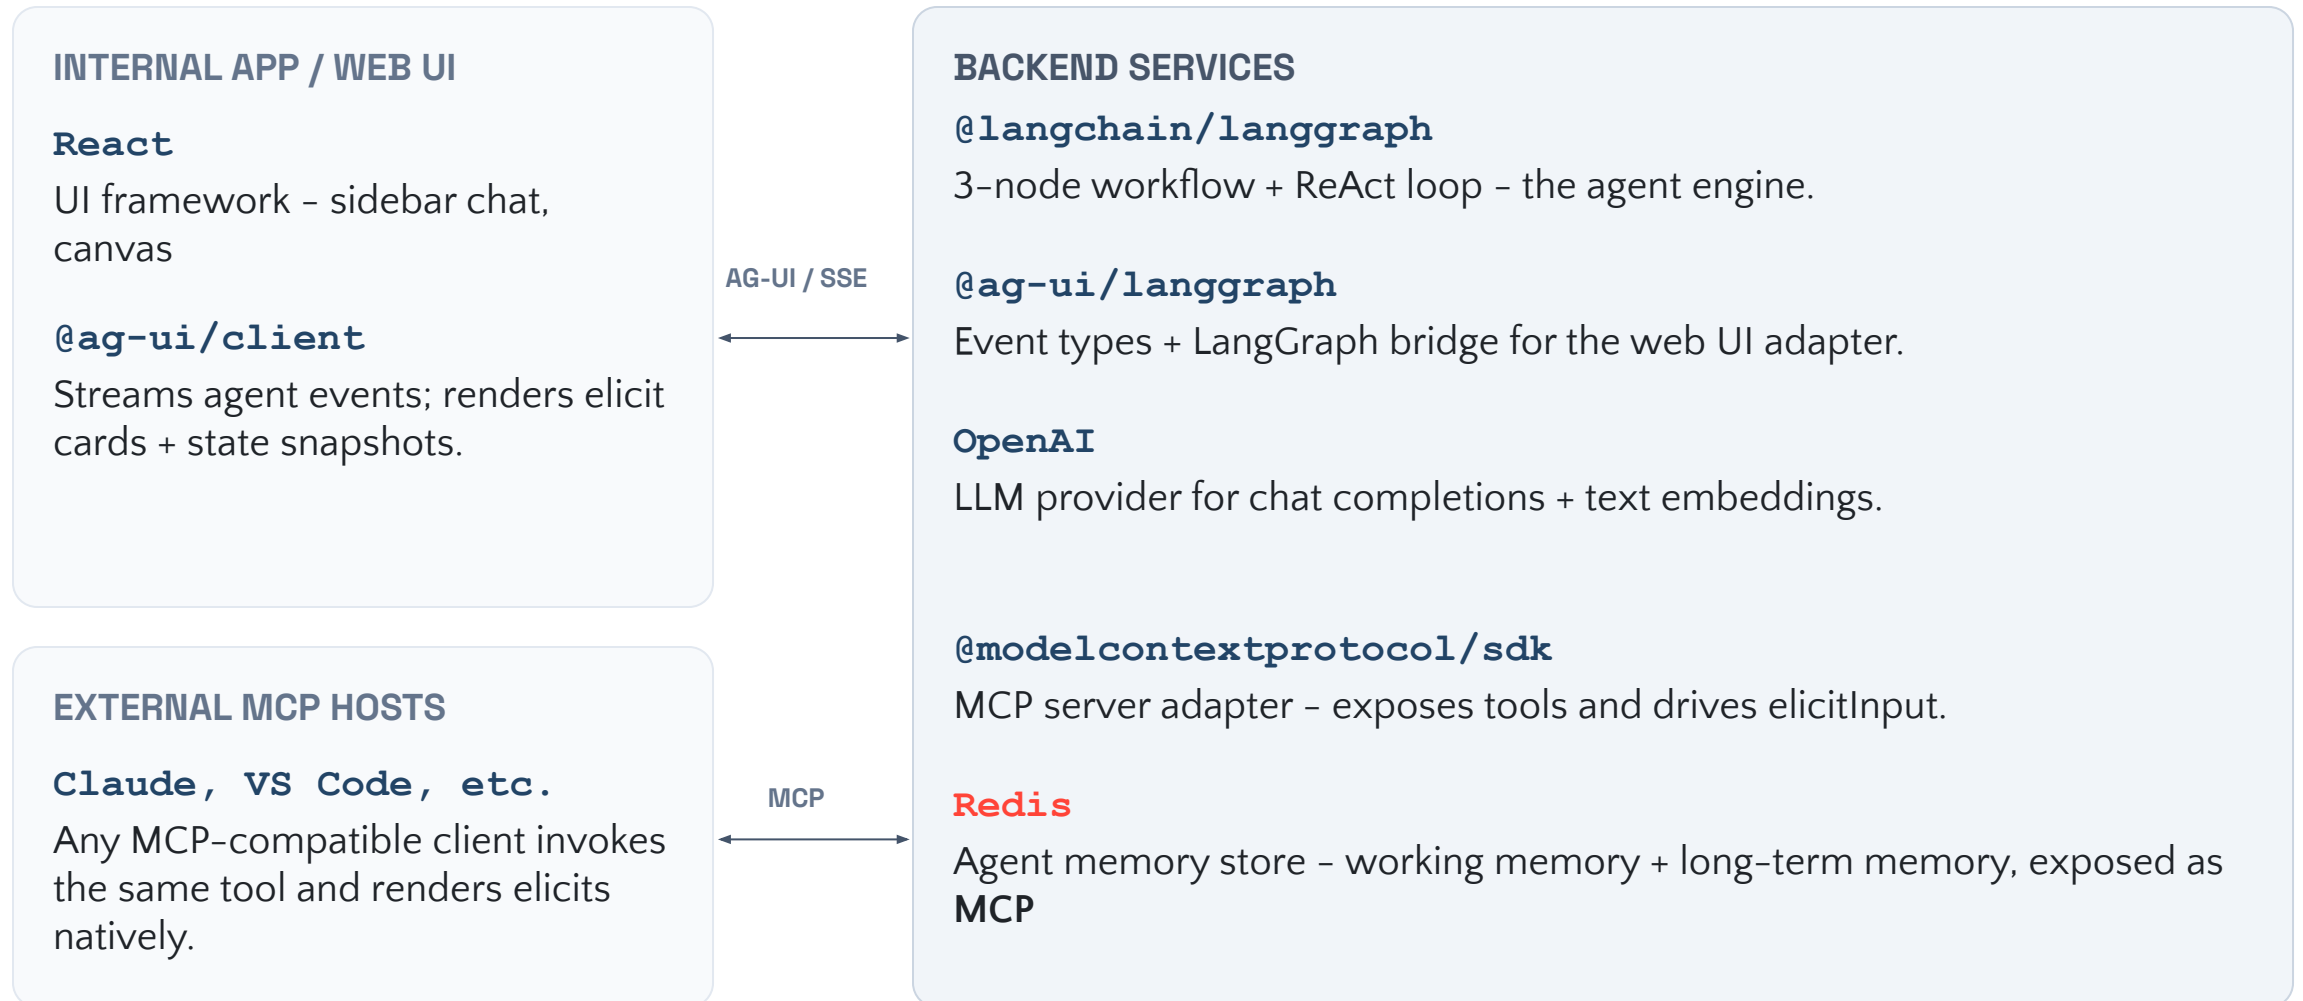 INTERNAL APP / WEB UI
React
UI framework - sidebar chat,
canvas
@ag-ui/client
Streams agent events; renders elicit
cards + state snapshots.
EXTERNAL MCP HOSTS
Claude, VS Code, etc.
Any MCP-compatible client invokes
the same tool and renders elicits
natively.
AG-UI / SSE
MCP
BACKEND SERVICES
@langchain/langgraph
3-node workflow + ReAct loop - the agent engine.
@ag-ui/langgraph
Event types + LangGraph bridge for the web UI adapter.
OpenAI
LLM provider for chat completions + text embeddings.
@modelcontextprotocol/sdk
MCP server adapter - exposes tools and drives elicitInput.
Redis
Agent memory store - working memory + long-term memory, exposed as
MCP